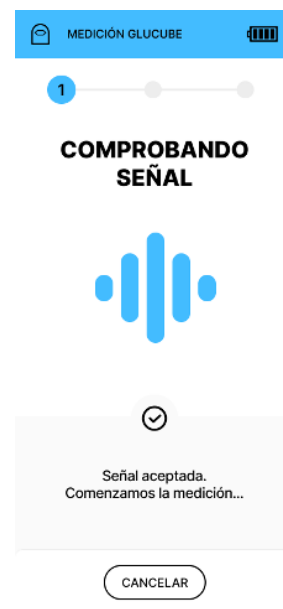 MEDICIÓN GLUCUBE
1
COMPROBANDO
SEÑAL
Señal aceptada.
Comenzamos la medición...
CANCELAR